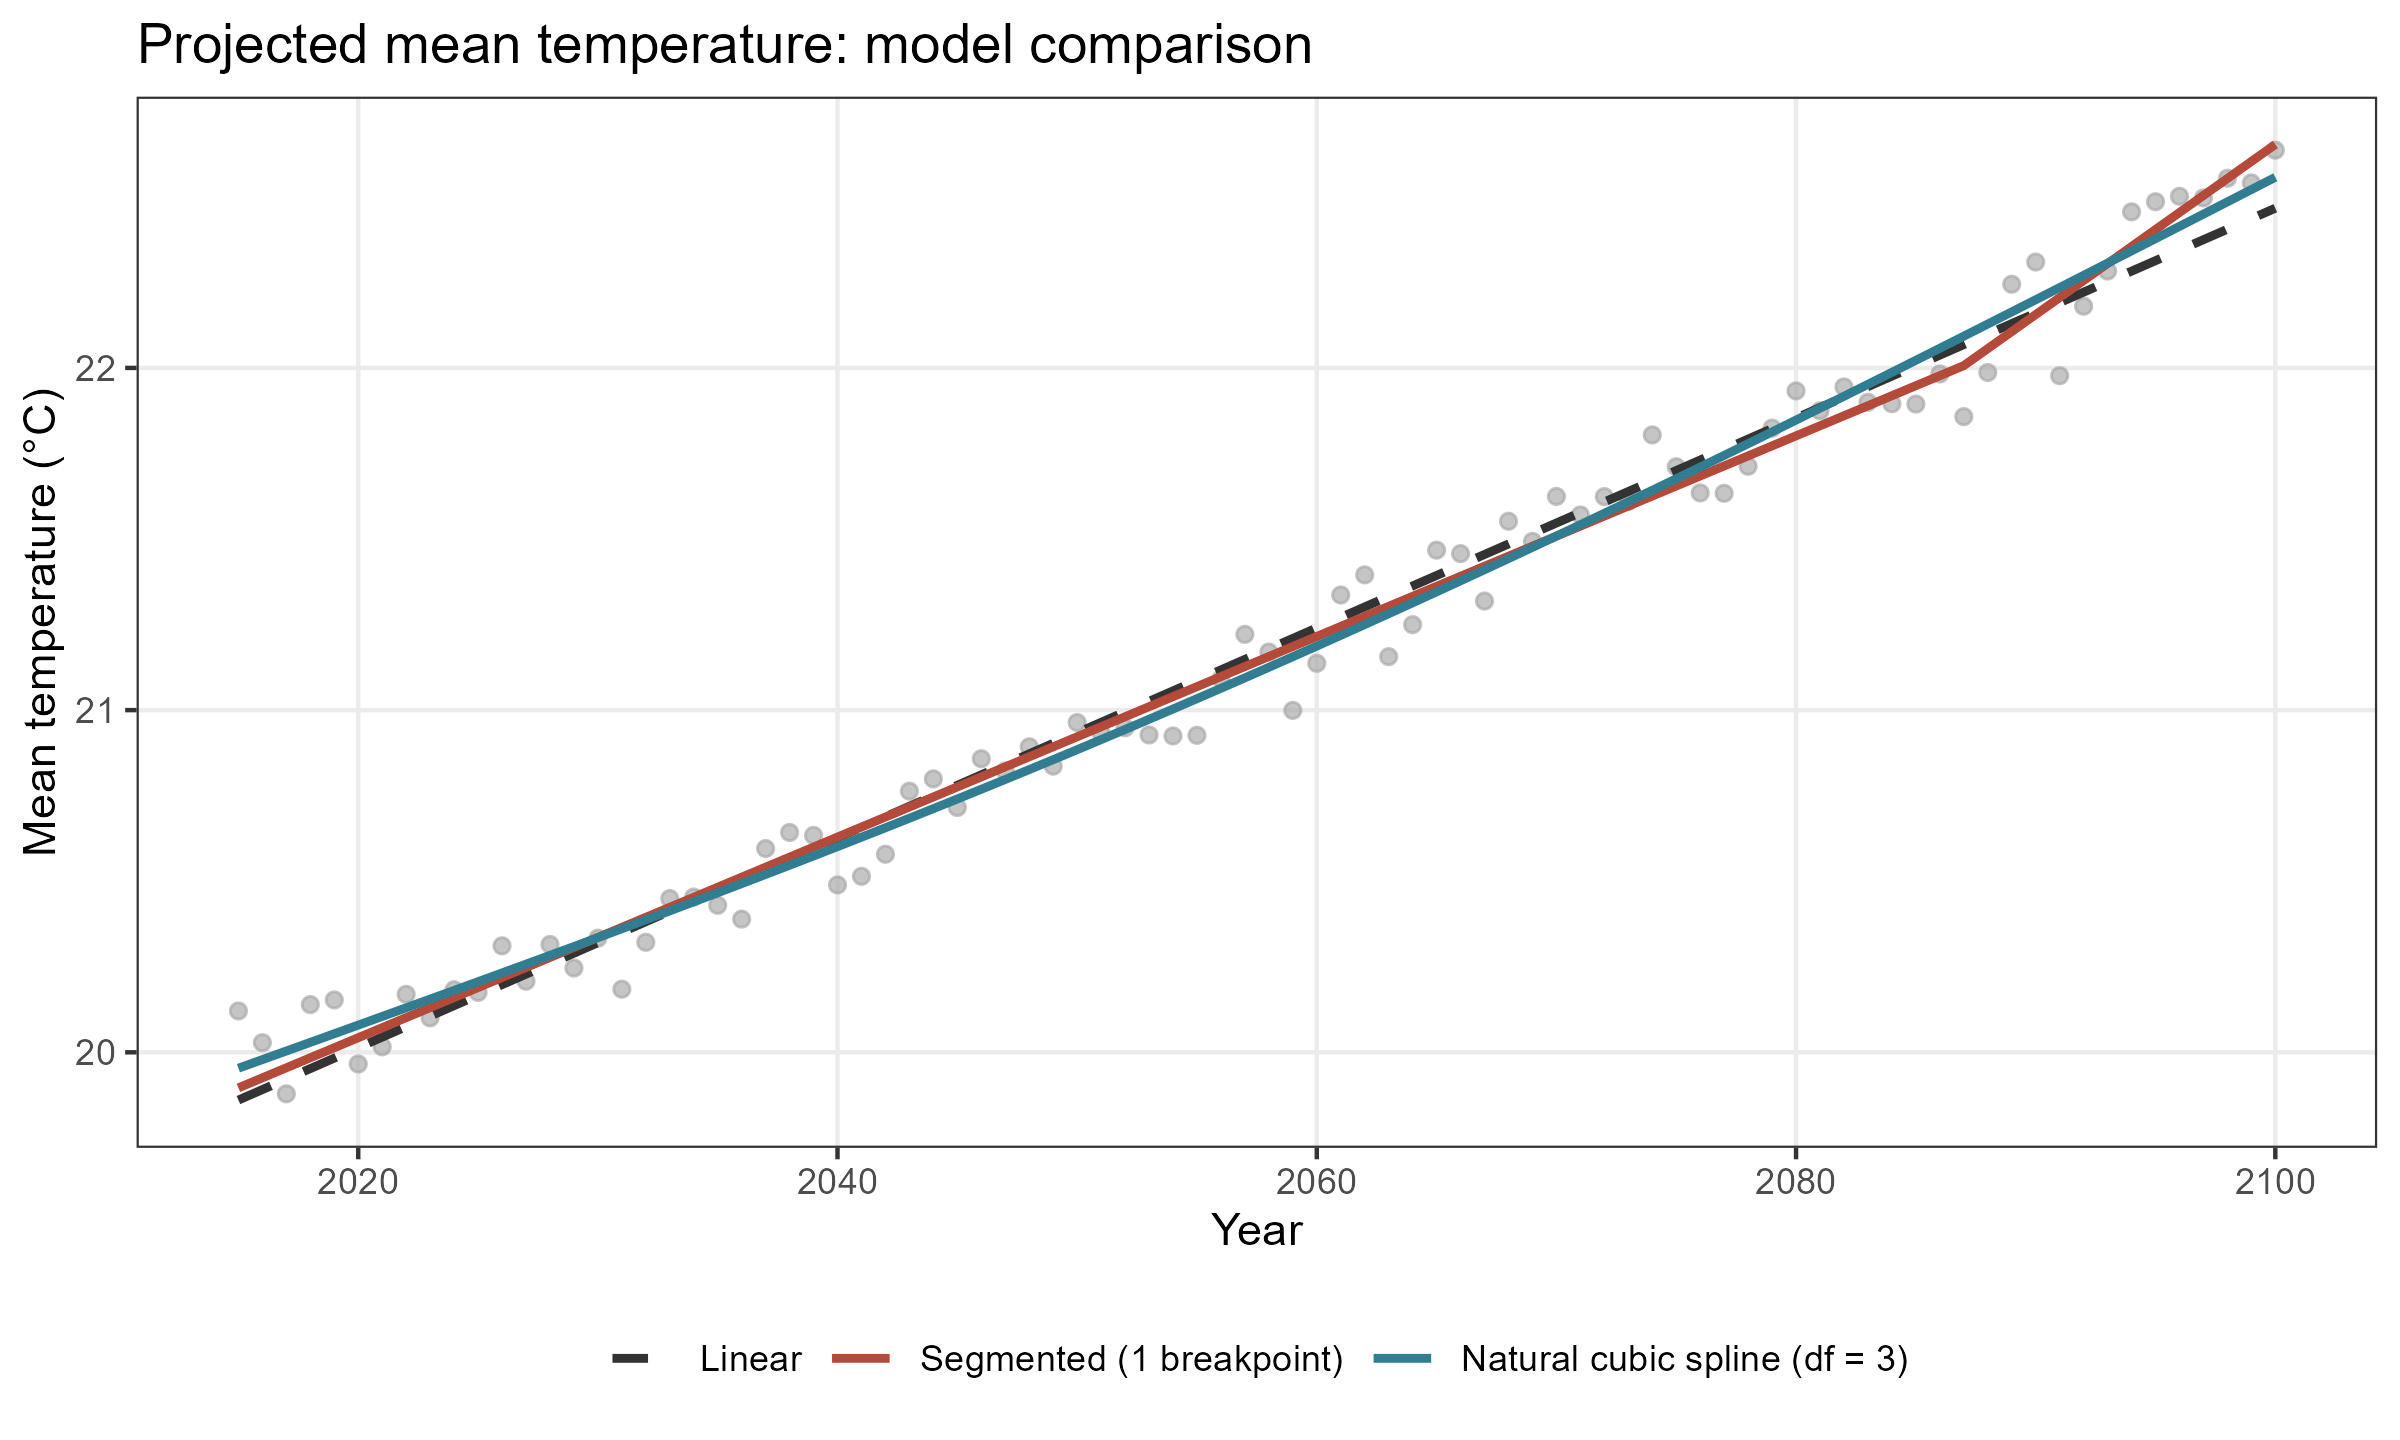 Projected mean temperature: model comparison
Mean temperature (°C)
22
21
20
2020 2040 2060 2080 2100
Year
Linear Segmented (1 breakpoint) Natural cubic spline (df = 3)